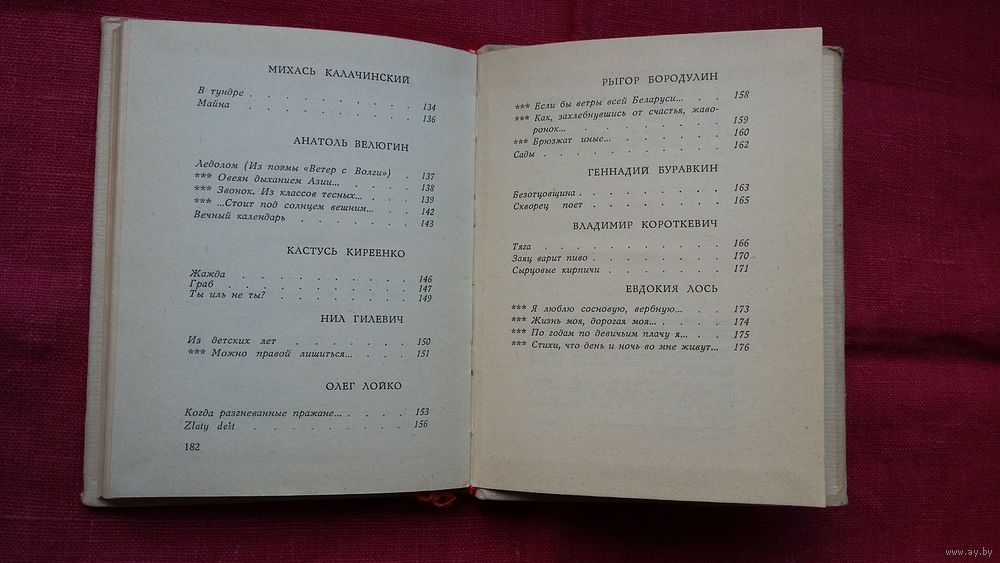 МИХАСЬ КАЛАЧИНСКИЙ
В тундре . . . . . . . . . 134
Майна . . . . . . . . . 136
АНАТОЛЬ ВЕЛЮГИН
Ледолом (Из поэмы «Ветер с Волги») . 137
*** Овеян дыханием Азии... . . . . 138
*** Звонок. Из классов тесных... . . . 139
*** ...Стоит под солнцем вешним... . . 142
Вечный календарь . . . . . . . 143
КАСТУСЬ КИРЕЕНКО
Жажда . . . . . . . . . 146
Граб . . . . . . . . . . 147
Ты иль не ты? . . . . . . . . 149
НИЛ ГИЛЕВИЧ
Из детских лет . . . . . . . 150
*** Можно правой лишиться... . . . 151
ОЛЕГ ЛОЙКО
Когда разгневанные пражане... . . . . 153
Zlaty dešt . . . . . . . . 156
182
РЫГОР БОРОДУЛИН
*** Если бы ветры всей Беларуси... . . 158
*** Как, захлебнувшись от счастья, жаво-
ронок... . . . . . . . . 159
*** Брюзжат иные... . . . . . . 160
Сады . . . . . . . . . . 162
ГЕННАДИЙ БУРАВКИН
Безотцовщина . . . . . . . . 163
Скворец поет . . . . . . . . 165
ВЛАДИМИР КОРОТКЕВИЧ
Тяга . . . . . . . . . . 166
Заяц варит пиво . . . . . . . 170
Сырцовые кирпичи . . . . . . . 171
ЕВДОКИЯ ЛОСЬ
*** Я люблю сосновую, вербную... . . 173
*** Жизнь моя, дорогая моя... . . . . 174
*** По годам по девичьим плачу я... . . 175
*** Стихи, что день и ночь во мне живут... 176
www.ay.by